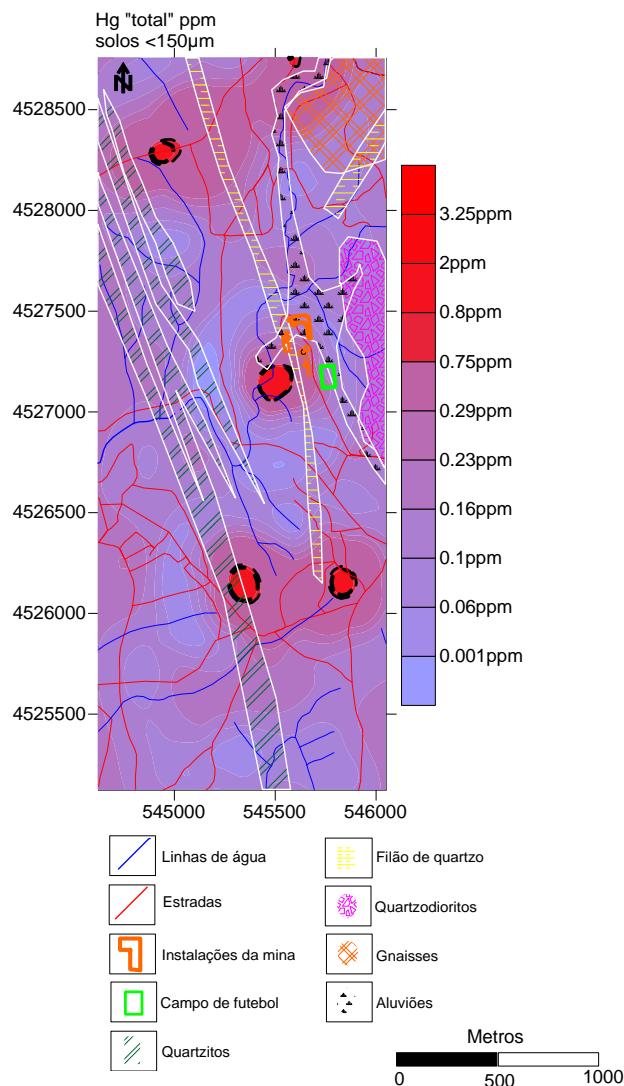 Hg "total" ppm
solos <150µm
N
4528500
4528000
4527500
4527000
4526500
4526000
4525500
545000
545500
546000
3.25ppm
2ppm
0.8ppm
0.75ppm
0.29ppm
0.23ppm
0.16ppm
0.1ppm
0.06ppm
0.001ppm
Linhas de água
Estradas
Instalações da mina
Campo de futebol
Quartzitos
Filão de quartzo
Quartzodioritos
Gnaisses
Aluviões
Metros
0
500
1000